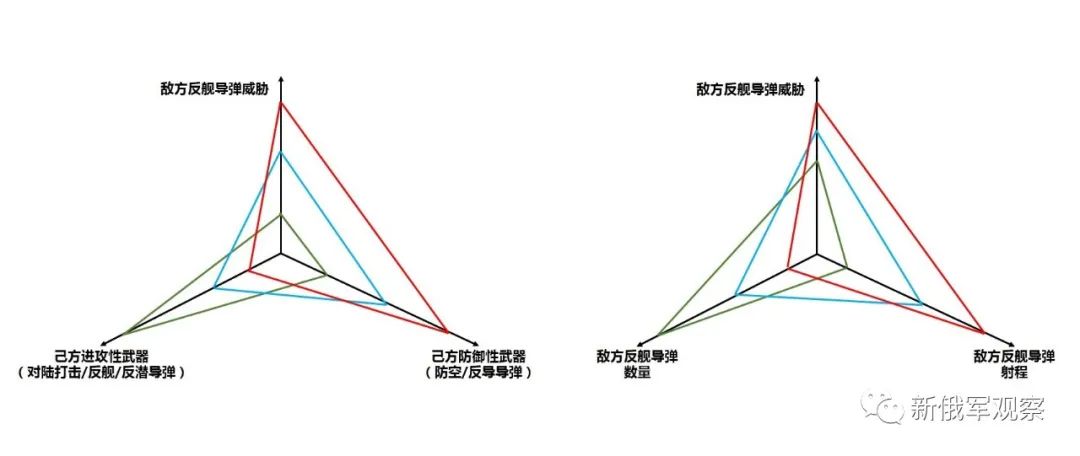 敌方反舰导弹威胁
己方进攻性武器
（对陆打击/反舰/反潜导弹）
己方防御性武器
（防空/反导导弹）
敌方反舰导弹威胁
敌方反舰导弹
数量
敌方反舰导弹
射程
新俄军观察